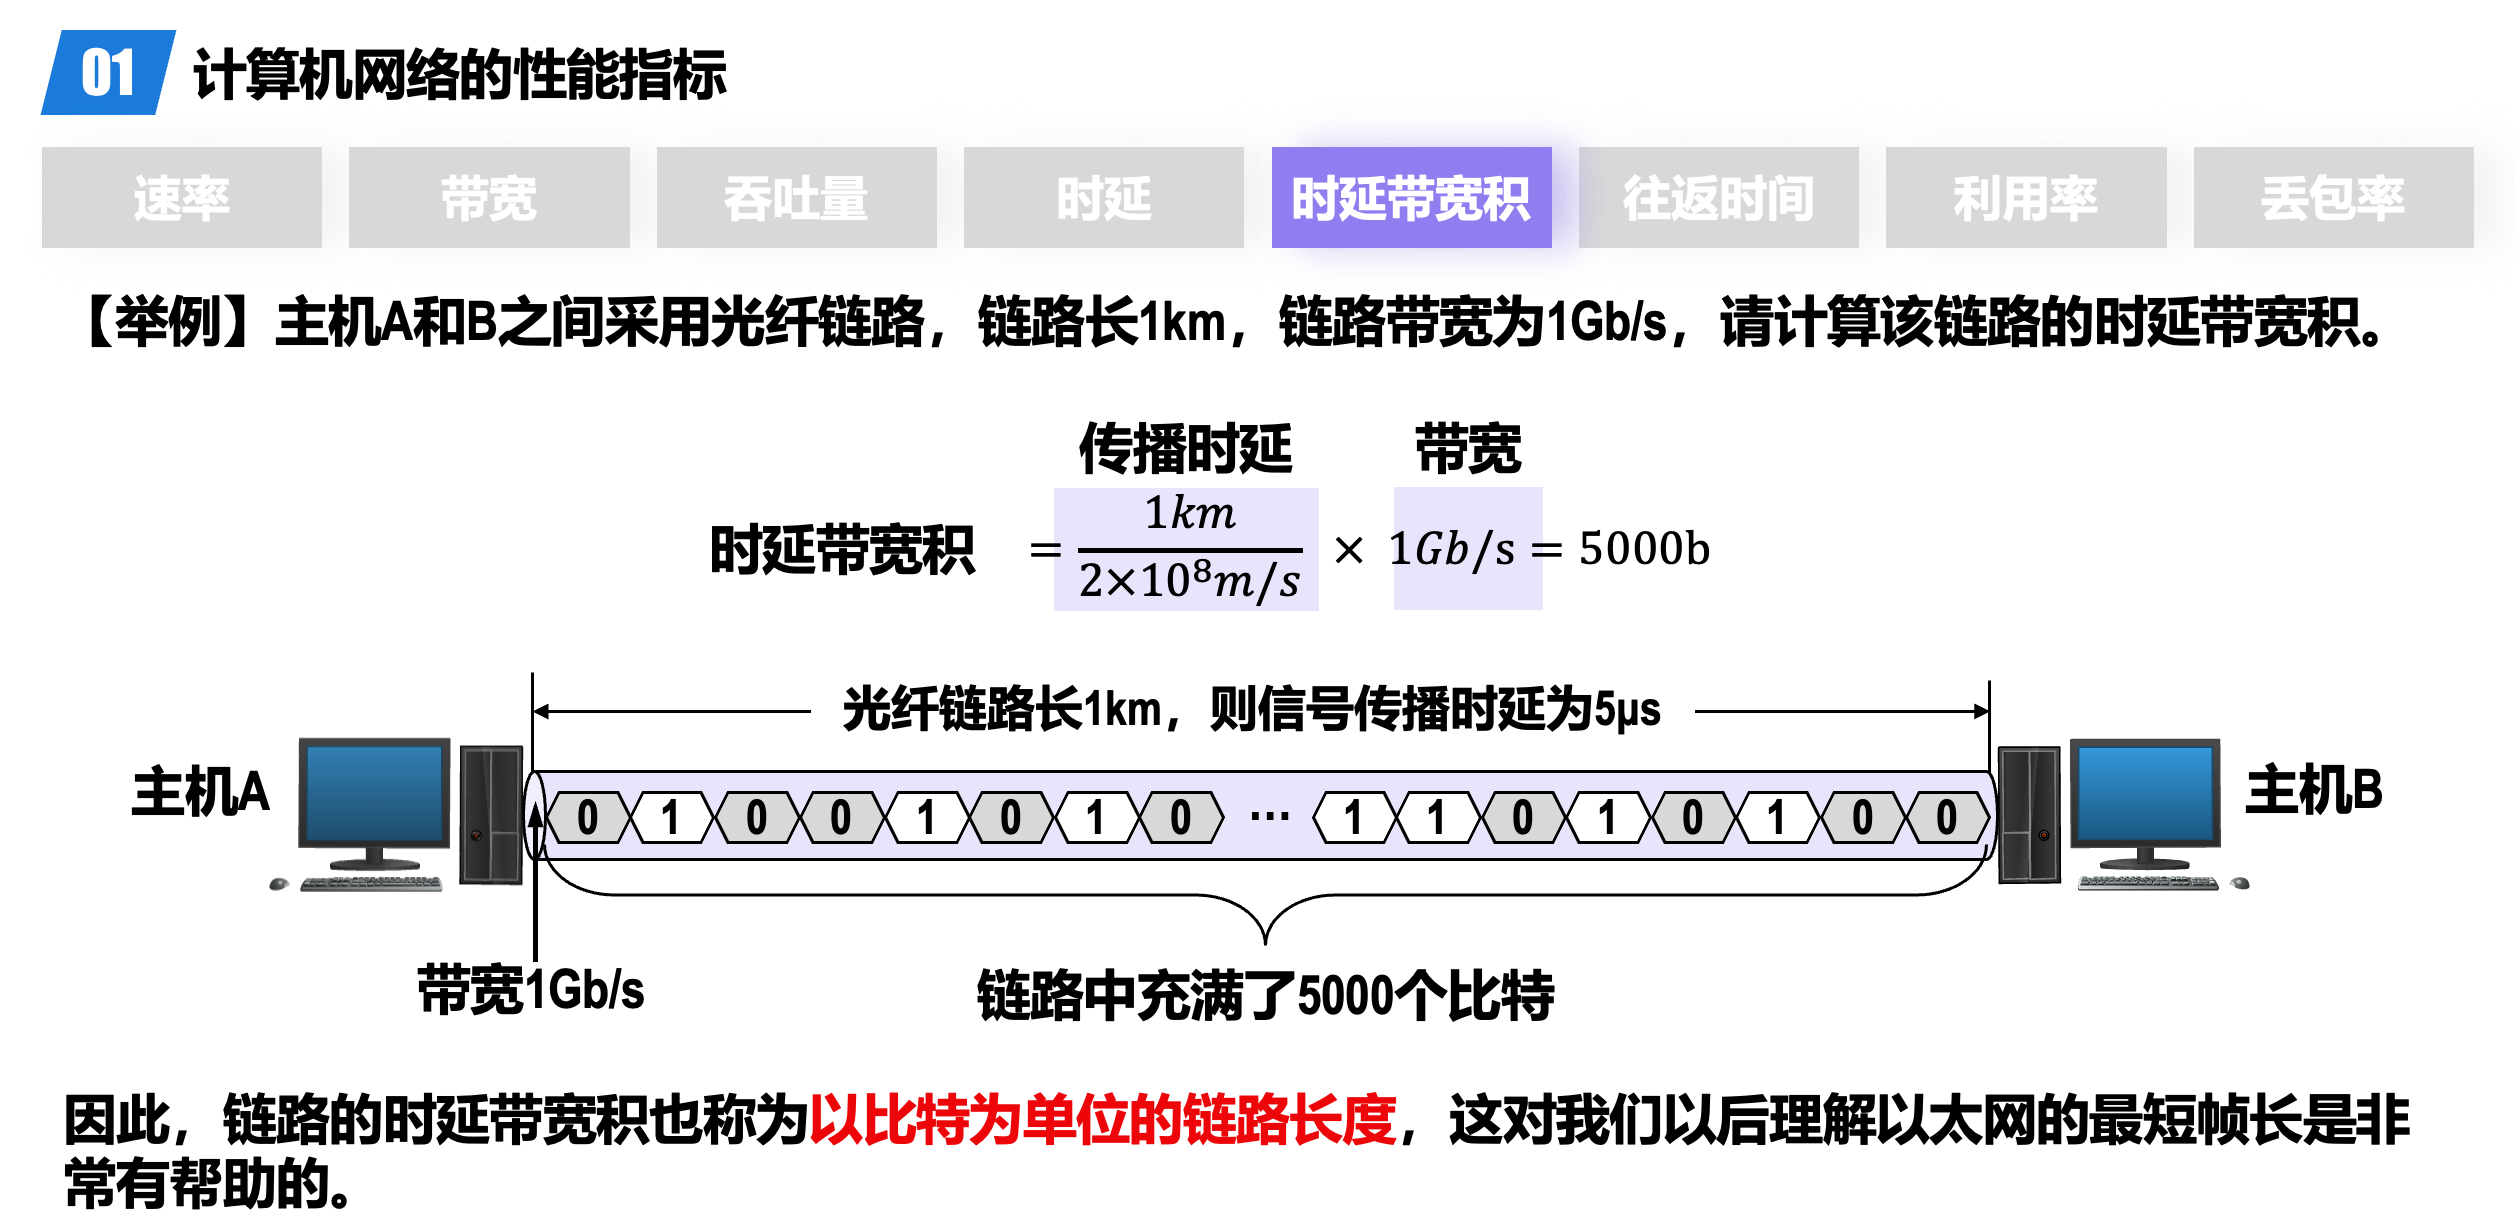 01 计算机网络的性能指标
速率 带宽 吞吐量 时延 时延带宽积 往返时间 利用率 丢包率
【举例】主机A和B之间采用光纤链路，链路长1km，链路带宽为1Gb/s，请计算该链路的时延带宽积。
传播时延 带宽
时延带宽积 = 1km / 2×10⁸m/s × 1Gb/s = 5000b
光纤链路长1km，则信号传播时延为5μs
主机A 0 1 0 0 1 0 1 0 … 1 1 0 1 0 1 0 0 主机B
带宽1Gb/s 链路中充满了5000个比特
因此，链路的时延带宽积也称为以比特为单位的链路长度，这对我们以后理解以太网的最短帧长是非
常有帮助的。